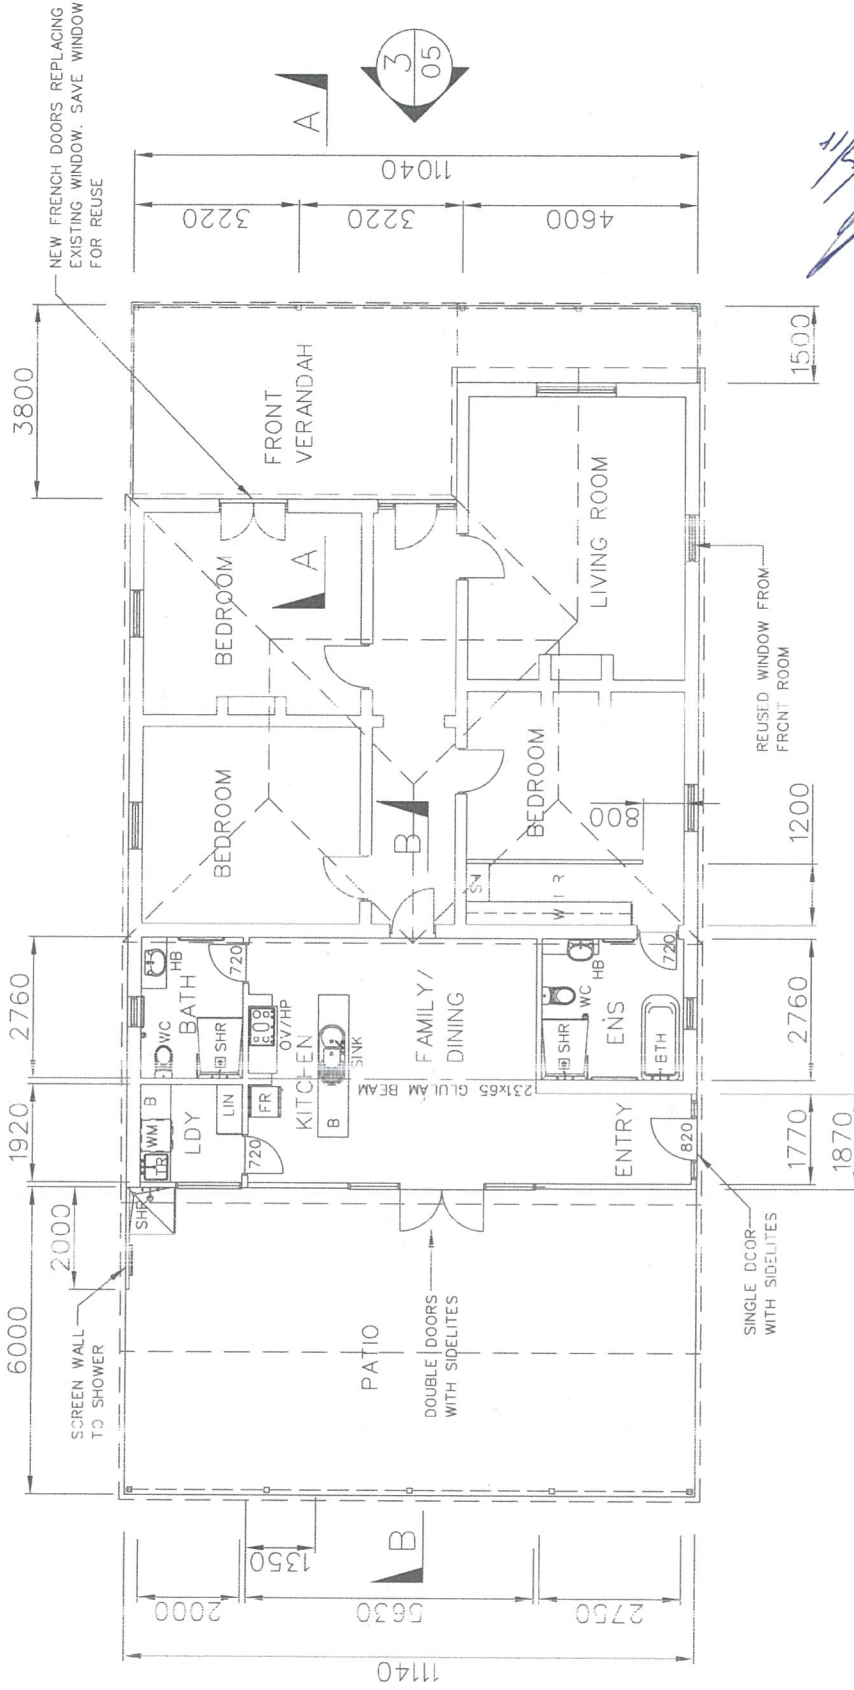 NEW FRENCH DOORS REPLACING
EXISTING WINDOW. SAVE WINDOW
FOR REUSE
3800
A
3
05
11040
3220
3220
4600
FRONT
VERANDAH
1500
BEDROOM
A
LIVING ROOM
REUSED WINDOW FROM
FRONT ROOM
BEDROOM
B
BEDROOM
800
1200
W I R
2760
HB
BATH
WC
SHR
720
OV/HP
KITCHEN
SINK
B
FAMILY/
DINING
231x65 GLULAM BEAM
720
HB
WC
ENS
SHR
BTH
2760
1920
B
WM
TR
LDY
LIN
FR
720
ENTRY
820
1770
1870
SINGLE DOOR
WITH SIDELITES
6000
2000
SHR
SCREEN WALL
TO SHOWER
PATIO
DOUBLE DOORS
WITH SIDELITES
B
1350
2000
5630
2750
11140